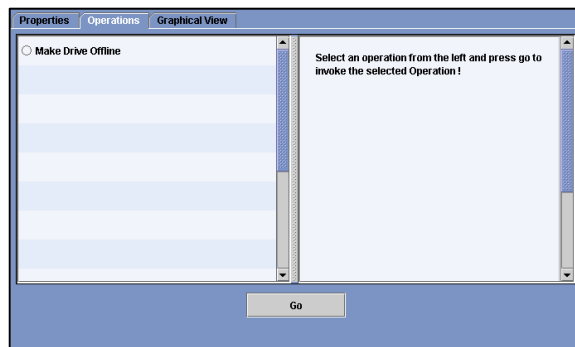 Properties Operations Graphical View
Make Drive Offline
Select an operation from the left and press go to
invoke the selected Operation !
Go